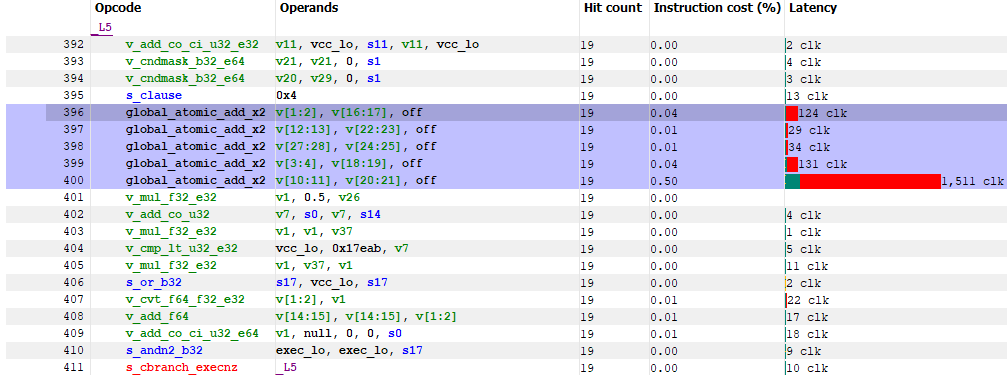 Opcode Operands Hit count Instruction cost (%) Latency
_L5
392 v_add_co_ci_u32_e32 v11, vcc_lo, s11, v11, vcc_lo 19 0.00 2 clk
393 v_cndmask_b32_e64 v21, v21, 0, s1 19 0.00 4 clk
394 v_cndmask_b32_e64 v20, v29, 0, s1 19 0.00 3 clk
395 s_clause 0x4 19 0.00 13 clk
396 global_atomic_add_x2 v[1:2], v[16:17], off 19 0.04 124 clk
397 global_atomic_add_x2 v[12:13], v[22:23], off 19 0.01 29 clk
398 global_atomic_add_x2 v[27:28], v[24:25], off 19 0.01 34 clk
399 global_atomic_add_x2 v[3:4], v[18:19], off 19 0.04 131 clk
400 global_atomic_add_x2 v[10:11], v[20:21], off 19 0.50 1,511 clk
401 v_mul_f32_e32 v1, 0.5, v26 19 0.00
402 v_add_co_u32 v7, s0, v7, s14 19 0.00 4 clk
403 v_mul_f32_e32 v1, v1, v37 19 0.00 1 clk
404 v_cmp_lt_u32_e32 vcc_lo, 0x17eab, v7 19 0.00 5 clk
405 v_mul_f32_e32 v1, v37, v1 19 0.00 11 clk
406 s_or_b32 s17, vcc_lo, s17 19 0.00 2 clk
407 v_cvt_f64_f32_e32 v[1:2], v1 19 0.01 22 clk
408 v_add_f64 v[14:15], v[14:15], v[1:2] 19 0.01 17 clk
409 v_add_co_ci_u32_e64 v1, null, 0, 0, s0 19 0.01 18 clk
410 s_andn2_b32 exec_lo, exec_lo, s17 19 0.00 9 clk
411 s_cbranch_execnz _L5 19 0.00 10 clk